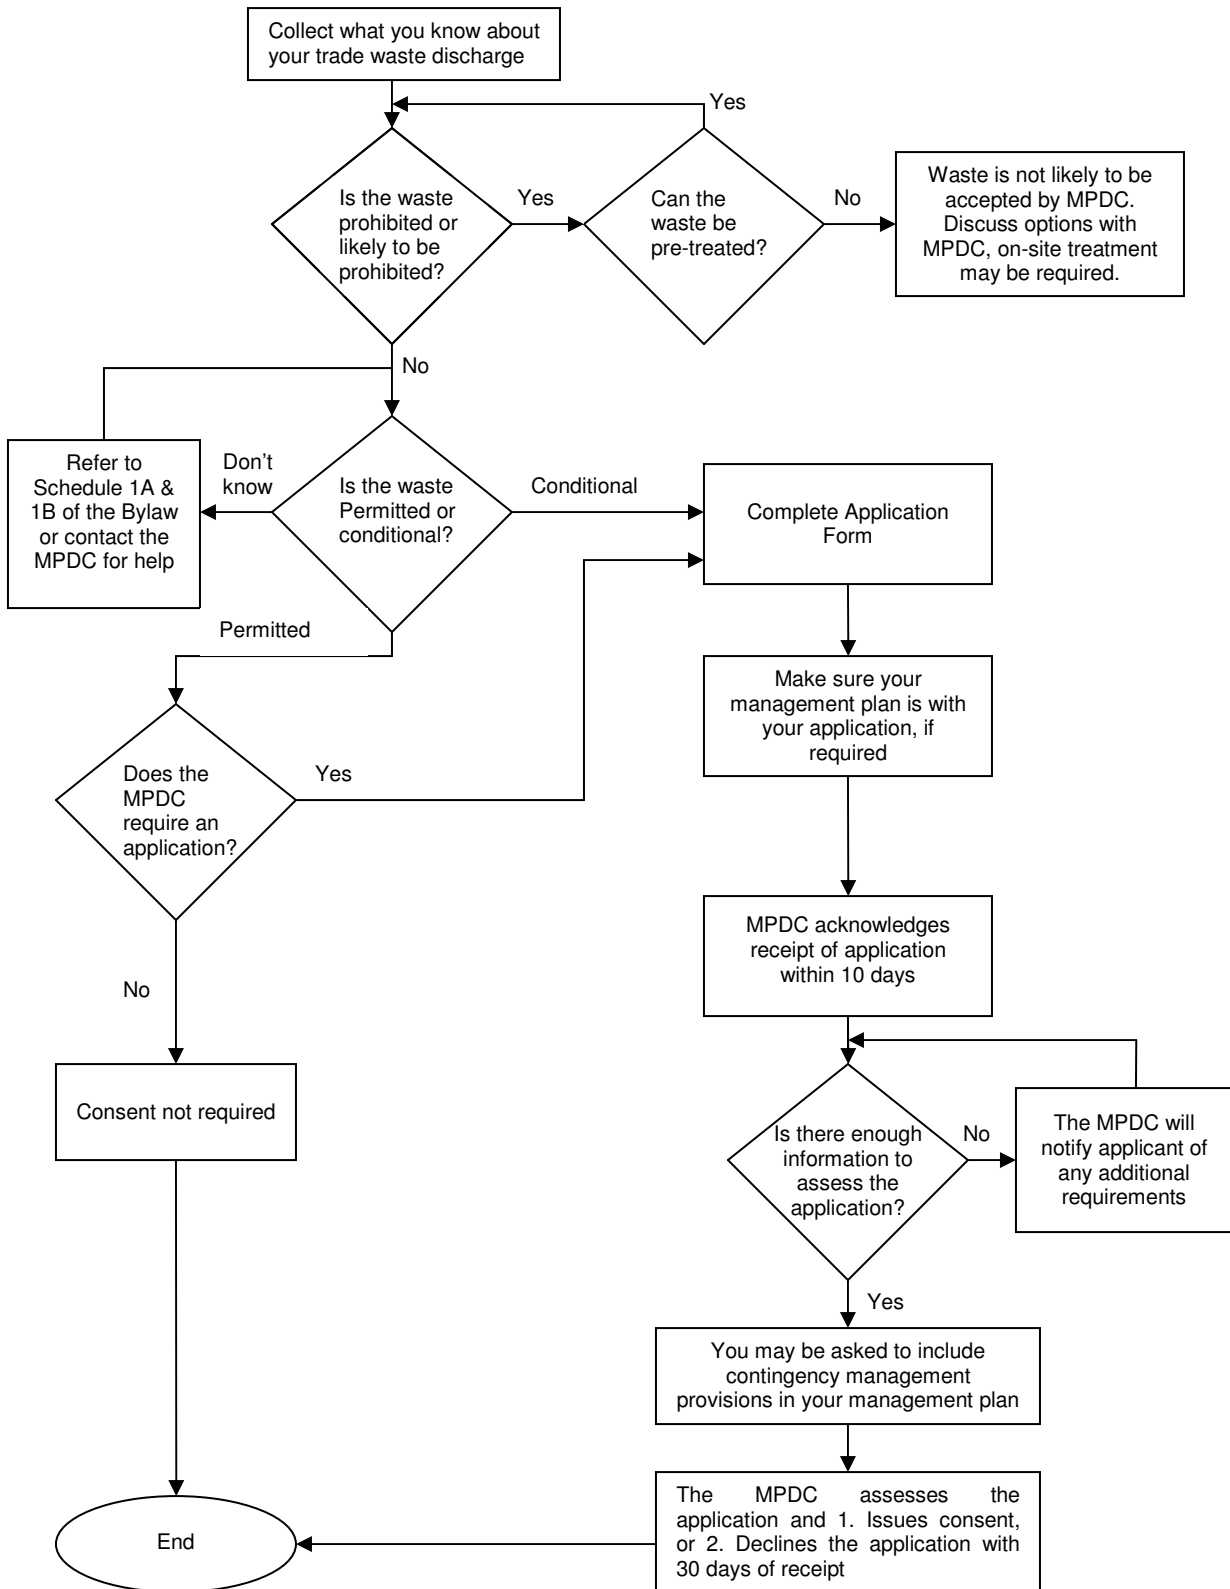 Collect what you know about
your trade waste discharge
Yes
Is the waste
prohibited or
likely to be
prohibited?
Yes
Can the
waste be
pre-treated?
No
Waste is not likely to be
accepted by MPDC.
Discuss options with
MPDC, on-site treatment
may be required.
No
Refer to
Schedule 1A &
1B of the Bylaw
or contact the
MPDC for help
Don't
know
Is the waste
Permitted or
conditional?
Conditional
Complete Application
Form
Permitted
Make sure your
management plan is with
your application, if
required
Does the
MPDC
require an
application?
Yes
MPDC acknowledges
receipt of application
within 10 days
No
Consent not required
Is there enough
information to
assess the
application?
No
The MPDC will
notify applicant of
any additional
requirements
Yes
You may be asked to include
contingency management
provisions in your management plan
The MPDC assesses the
application and 1. Issues consent,
or 2. Declines the application with
30 days of receipt
End